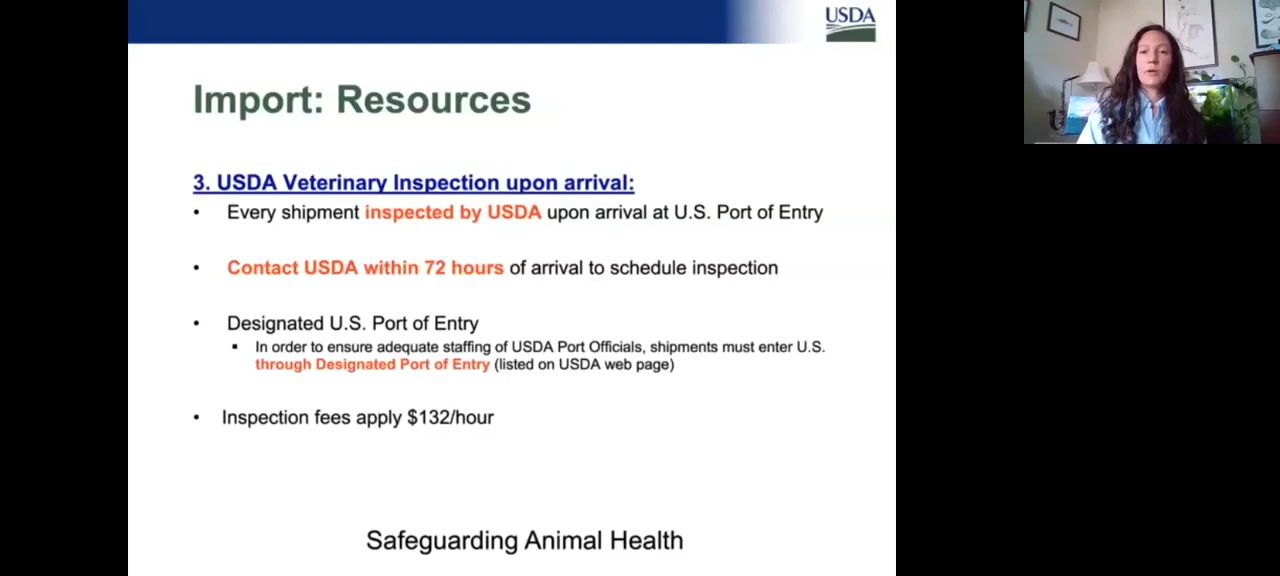 USDA
Import: Resources
3. USDA Veterinary Inspection upon arrival:
• Every shipment inspected by USDA upon arrival at U.S. Port of Entry
• Contact USDA within 72 hours of arrival to schedule inspection
• Designated U.S. Port of Entry
▪ In order to ensure adequate staffing of USDA Port Officials, shipments must enter U.S.
through Designated Port of Entry (listed on USDA web page)
• Inspection fees apply $132/hour
Safeguarding Animal Health